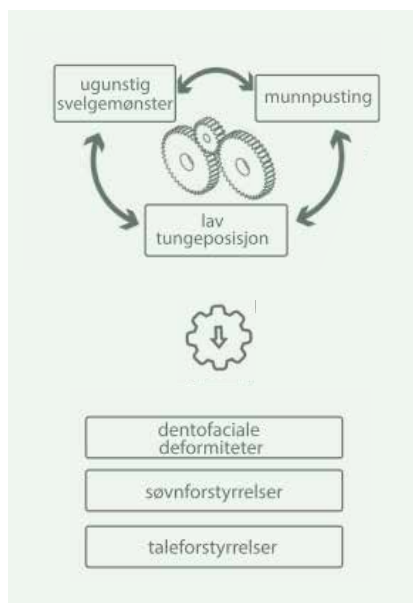 ugunstig
svelgemønster
munnpusting
lav
tungeposisjon
dentofaciale
deformiteter
søvnforstyrrelser
taleforstyrrelser